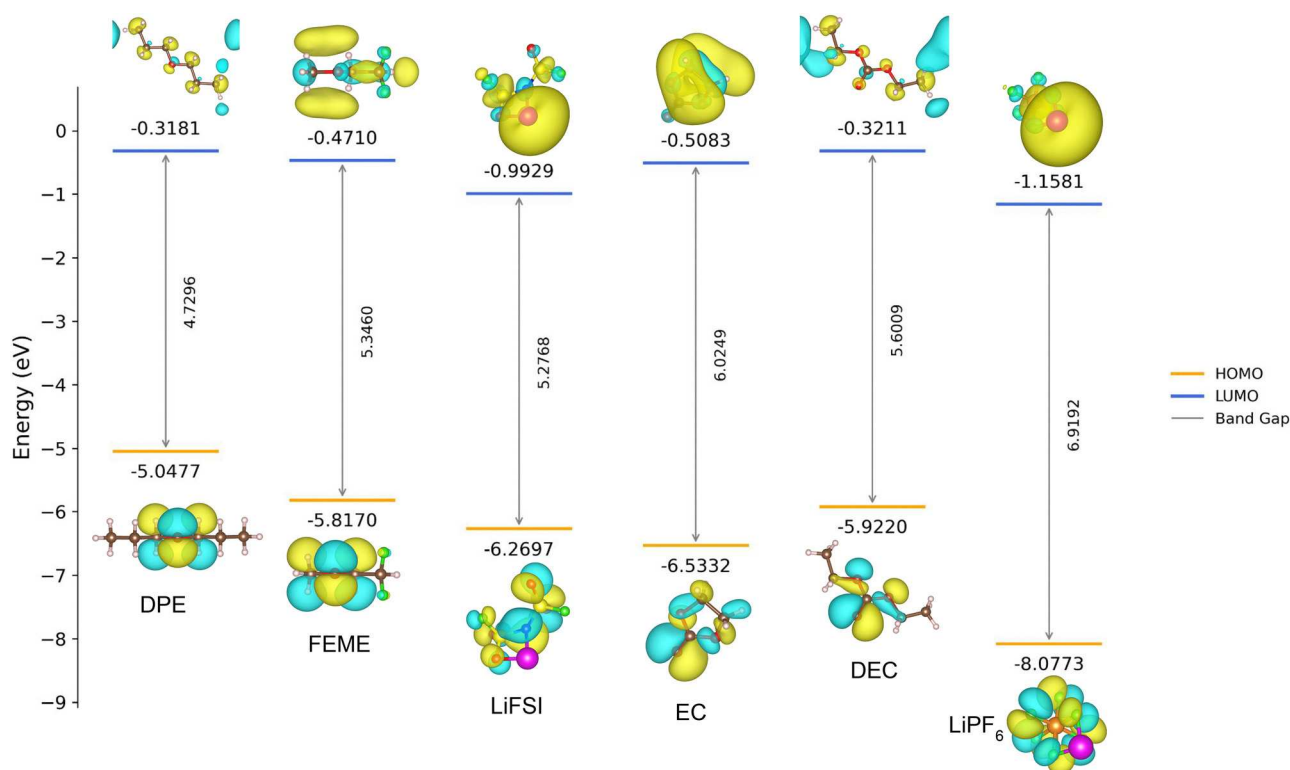 -0.3181
-0.4710
-0.9929
-0.5083
-0.3211
-1.1581
0
−1
−2
−3
−4
−5
−6
−7
−8
−9
Energy (eV)
4.7296
5.3460
5.2768
6.0249
5.6009
6.9192
HOMO
LUMO
Band Gap
-5.0477
-5.8170
-6.2697
-6.5332
-5.9220
-8.0773
DPE
FEME
LiFSI
EC
DEC
LiPF₆